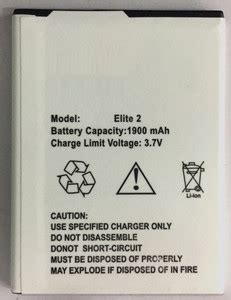 Model: Elite 2
Battery Capacity:1900 mAh
Charge Limit Voltage: 3.7V
Li-ion
CAUTION:
USE SPECIFIED CHARGER ONLY
DO NOT DISASSEMBLE
DONOT SHORT-CIRCUIT
MUST BE DISPOSED OF PROPERLY
MAY EXPLODE IF DISPOSED IN FIRE